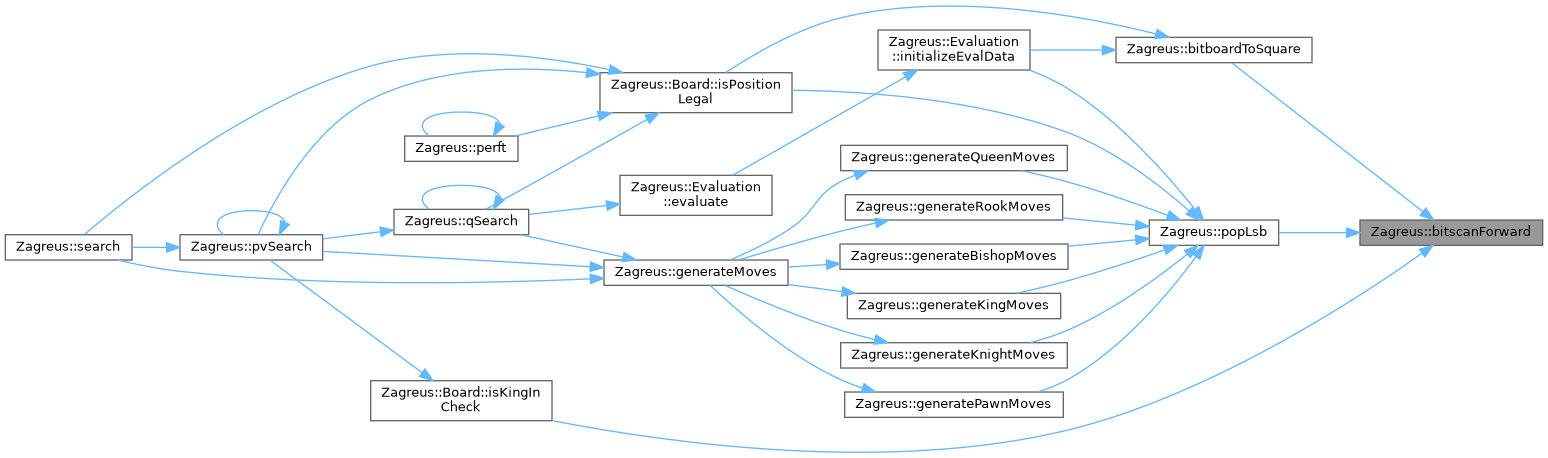 Zagreus::Evaluation
::initializeEvalData
Zagreus::bitboardToSquare
Zagreus::Board::isPosition
Legal
Zagreus::perft
Zagreus::generateQueenMoves
Zagreus::Evaluation
::evaluate
Zagreus::generateRookMoves
Zagreus::qSearch
Zagreus::popLsb
Zagreus::bitscanForward
Zagreus::search
Zagreus::pvSearch
Zagreus::generateBishopMoves
Zagreus::generateMoves
Zagreus::generateKingMoves
Zagreus::generateKnightMoves
Zagreus::Board::isKingIn
Check
Zagreus::generatePawnMoves